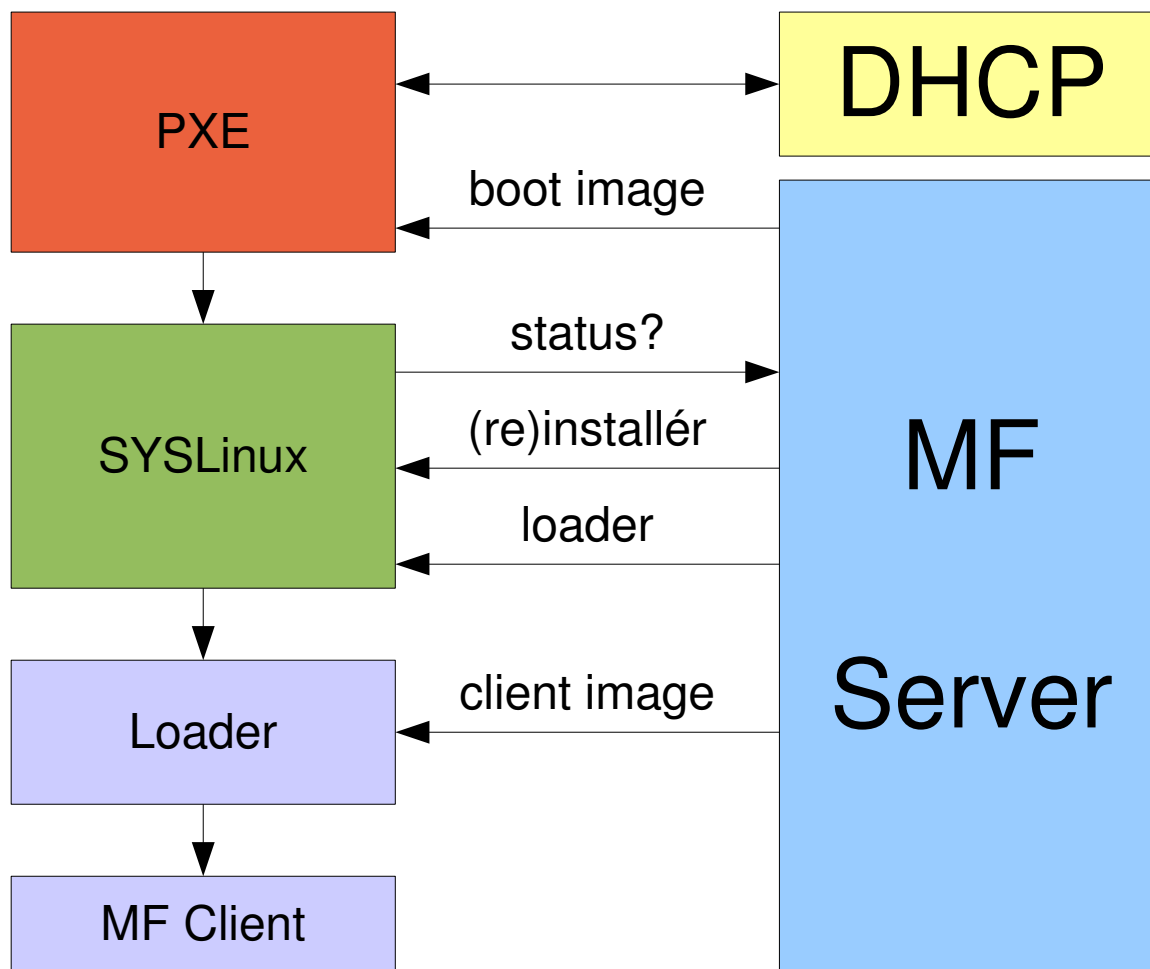 PXE
DHCP
boot image
status?
SYSLinux
(re)installér
MF
loader
Server
client image
Loader
MF Client